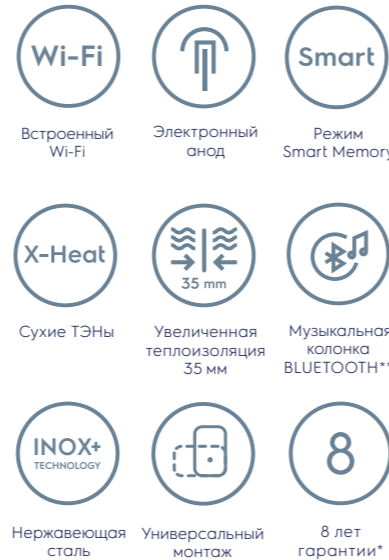 Wi-Fi
Smart
Встроенный
Wi-Fi
Электронный
анод
Режим
Smart Memory
X-Heat
35 mm
Сухие ТЭНы
Увеличенная
теплоизоляция
35 мм
Музыкальная
колонка
BLUETOOTH**
INOX+
TECHNOLOGY
8
Нержавеющая
сталь
Универсальный
монтаж
8 лет
гарантии*